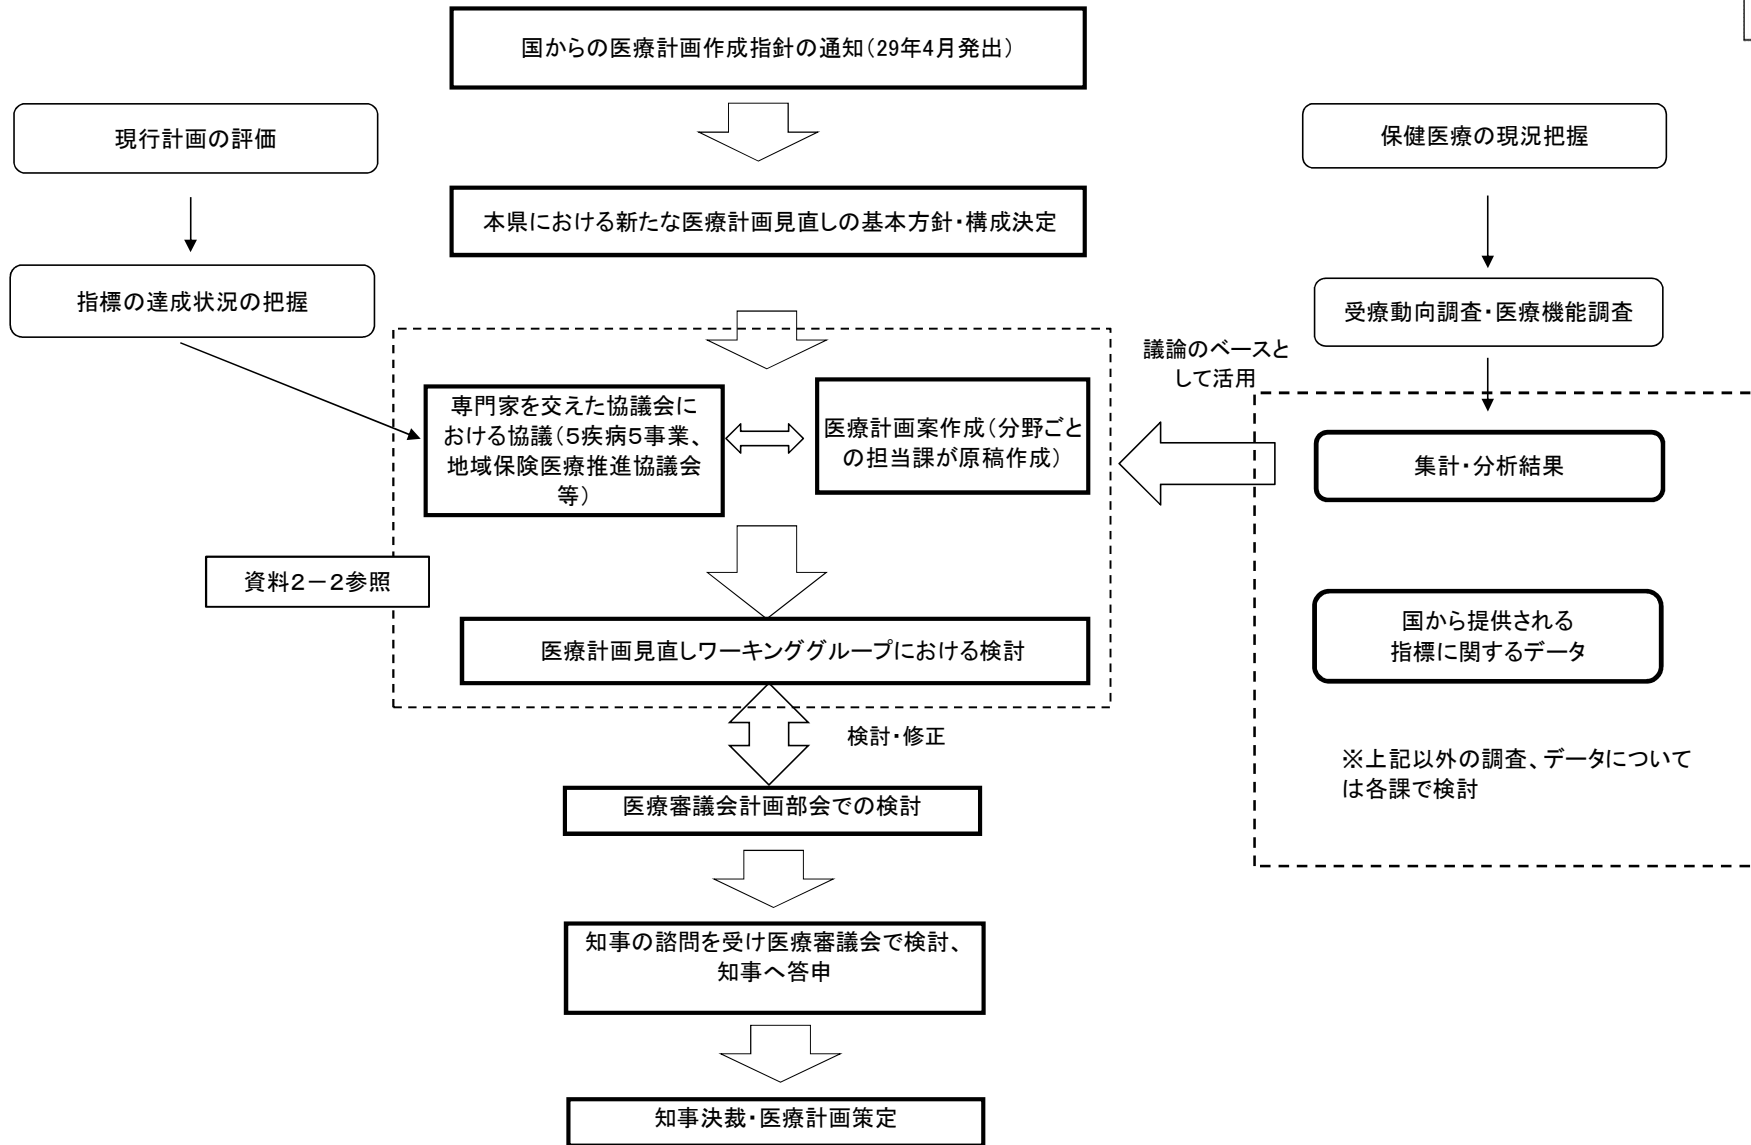 国からの医療計画作成指針の通知(29年4月発出)
現行計画の評価
保健医療の現況把握
本県における新たな医療計画見直しの基本方針・構成決定
指標の達成状況の把握
受療動向調査・医療機能調査
議論のベースと
して活用
専門家を交えた協議会に
おける協議(5疾病5事業、
地域保険医療推進協議会
等)
医療計画案作成(分野ごと
の担当課が原稿作成)
集計・分析結果
資料2-2参照
医療計画見直しワーキンググループにおける検討
国から提供される
指標に関するデータ
検討・修正
※上記以外の調査、データについて
は各課で検討
医療審議会計画部会での検討
知事の諮問を受け医療審議会で検討、
知事へ答申
知事決裁・医療計画策定